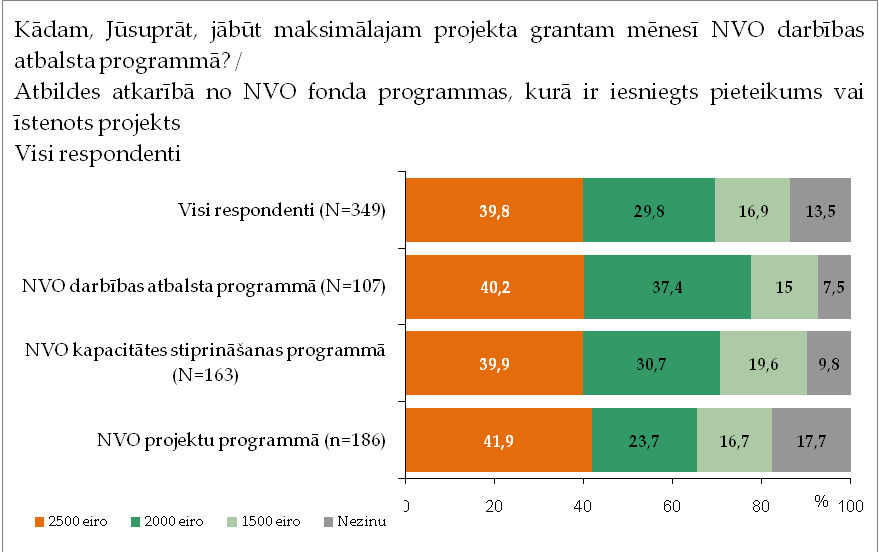 Kādam, Jūsuprāt, jābūt maksimālajam projekta grantam mēnesī NVO darbības
atbalsta programmā? /
Atbildes atkarībā no NVO fonda programmas, kurā ir iesniegts pieteikums vai
īstenots projekts
Visi respondenti
Visi respondenti (N=349)
39,8 29,8 16,9 13,5
NVO darbības atbalsta programmā (N=107)
40,2 37,4 15 7,5
NVO kapacitātes stiprināšanas programmā
(N=163)
39,9 30,7 19,6 9,8
NVO projektu programmā (n=186)
41,9 23,7 16,7 17,7
0 20 40 60 80 % 100
2500 eiro 2000 eiro 1500 eiro Nezinu